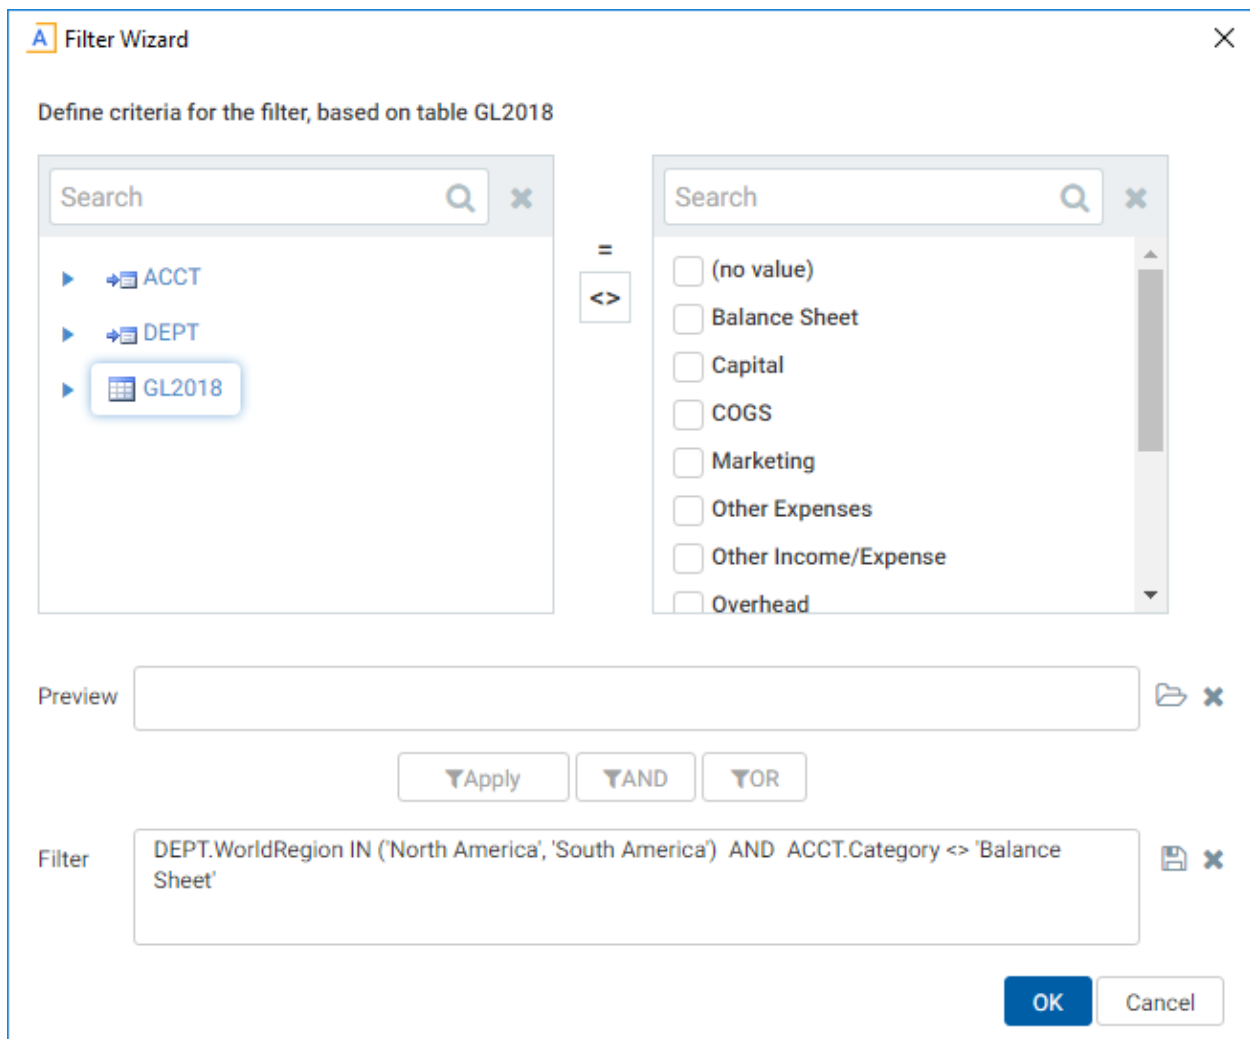 A Filter Wizard
Define criteria for the filter, based on table GL2018
Search
Search
ACCT
DEPT
GL2018
=
<>
(no value)
Balance Sheet
Capital
COGS
Marketing
Other Expenses
Other Income/Expense
Overhead
Preview
Apply
AND
OR
Filter
DEPT.WorldRegion IN ('North America', 'South America')  AND  ACCT.Category <> 'Balance
Sheet'
OK
Cancel